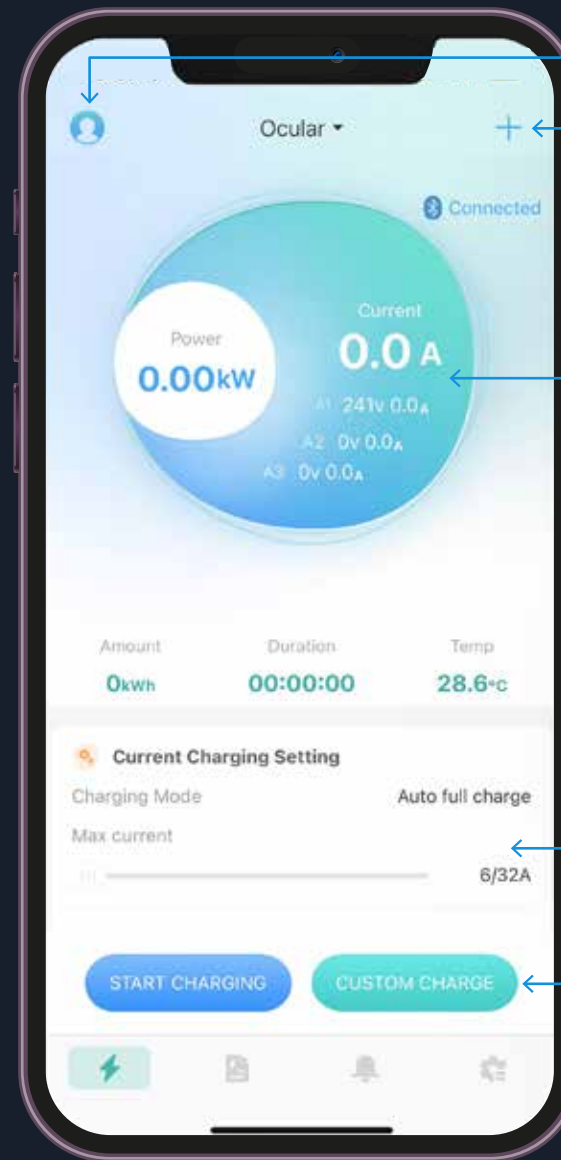 Ocular
Connected
Power
0.00kW
Current
0.0 A
A1 241v 0.0A
A2 0v 0.0A
A3 0v 0.0A
Amount Duration Temp
0kWh 00:00:00 28.6°C
Current Charging Setting
Charging Mode Auto full charge
Max current
6/32A
START CHARGING CUSTOM CHARGE